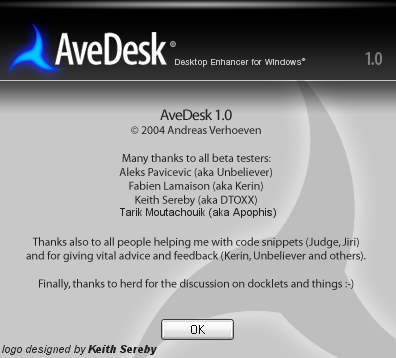 AveDesk® Desktop Enhancer for Windows® 1.0
AveDesk 1.0
© 2004 Andreas Verhoeven
Many thanks to all beta testers:
Aleks Pavicevic (aka Unbeliever)
Fabien Lamaison (aka Kerin)
Keith Sereby (aka DTOXX)
Tarik Moutachouik (aka Apophis)
Thanks also to all people helping me with code snippets (Judge, Jiri)
and for giving vital advice and feedback (Kerin, Unbeliever and others).
Finally, thanks to herd for the discussion on docklets and things :-)
OK
logo designed by Keith Sereby